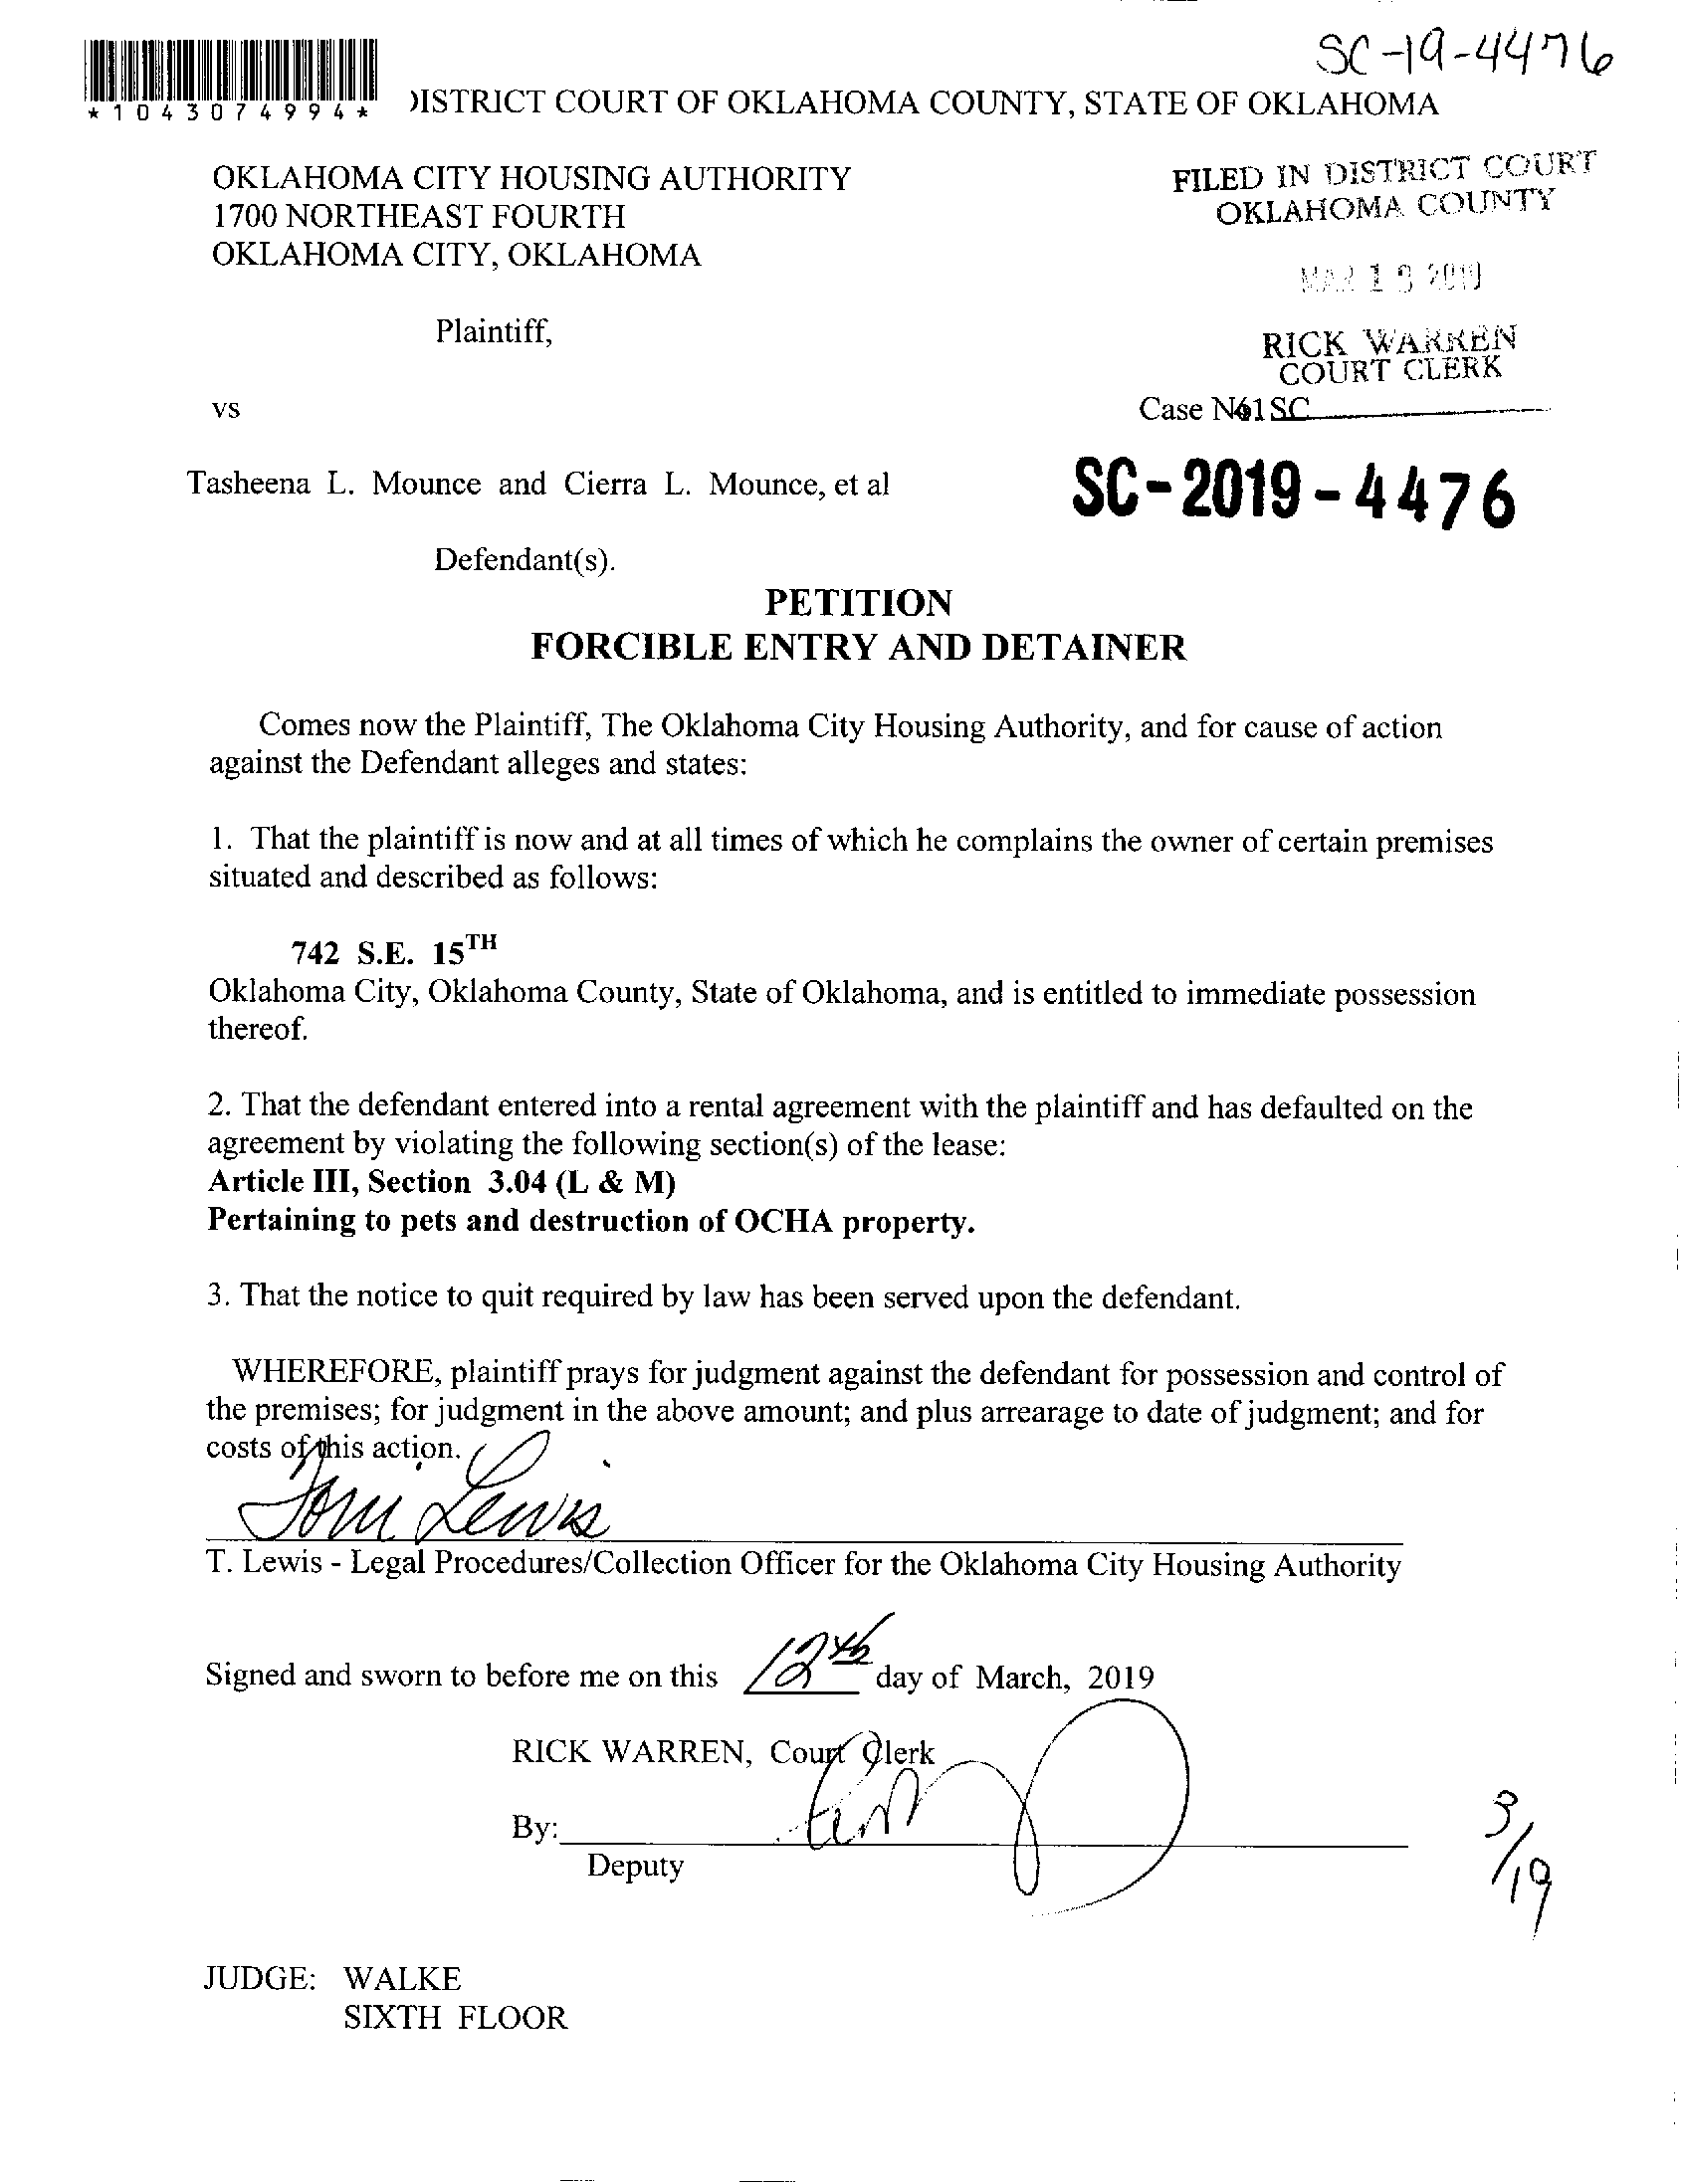 SC-19-4476
*1043074994*
DISTRICT COURT OF OKLAHOMA COUNTY, STATE OF OKLAHOMA
OKLAHOMA CITY HOUSING AUTHORITY
1700 NORTHEAST FOURTH
OKLAHOMA CITY, OKLAHOMA
FILED IN DISTRICT COURT
OKLAHOMA COUNTY
MAR 2019
Plaintiff,
RICK WARREN
COURT CLERK
vs
Case SC
Tasheena L. Mounce and Cierra L. Mounce, et al
SC-2019-4476
Defendant(s).
PETITION
FORCIBLE ENTRY AND DETAINER
Comes now the Plaintiff, The Oklahoma City Housing Authority, and for cause of action
against the Defendant alleges and states:
1. That the plaintiff is now and at all times of which he complains the owner of certain premises
situated and described as follows:
742 S.E. 15TH
Oklahoma City, Oklahoma County, State of Oklahoma, and is entitled to immediate possession
thereof.
2. That the defendant entered into a rental agreement with the plaintiff and has defaulted on the
agreement by violating the following section(s) of the lease:
Article III, Section 3.04 (L & M)
Pertaining to pets and destruction of OCHA property.
3. That the notice to quit required by law has been served upon the defendant.
WHEREFORE, plaintiff prays for judgment against the defendant for possession and control of
the premises; for judgment in the above amount; and plus arrearage to date of judgment; and for
costs of this action.
Lewis
T. Lewis - Legal Procedures/Collection Officer for the Oklahoma City Housing Authority
Signed and sworn to before me on this 12th day of March, 2019
RICK WARREN, Court Clerk
By:
Deputy
3/19
JUDGE: WALKE
SIXTH FLOOR